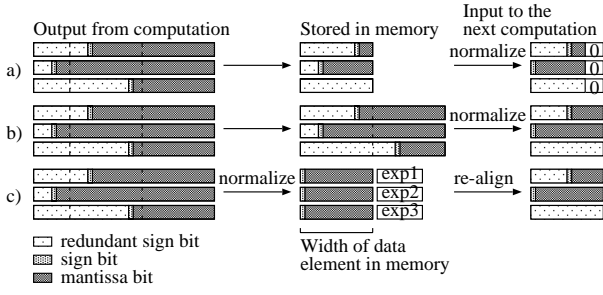 Output from computation
Stored in memory
Input to the
next computation
a)
normalize
0
0
0
b)
normalize
c)
normalize
exp1
exp2
exp3
re-align
redundant sign bit
sign bit
mantissa bit
Width of data
element in memory